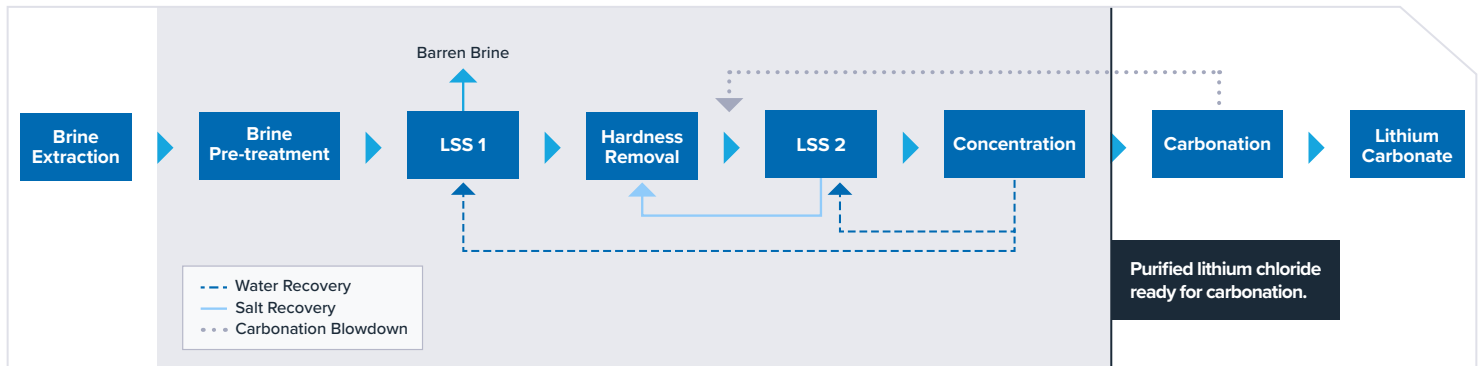 Barren Brine
Brine
Extraction
Brine
Pre-treatment
LSS 1
Hardness
Removal
LSS 2
Concentration
Carbonation
Lithium
Carbonate
Purified lithium chloride
ready for carbonation.
Water Recovery
Salt Recovery
Carbonation Blowdown